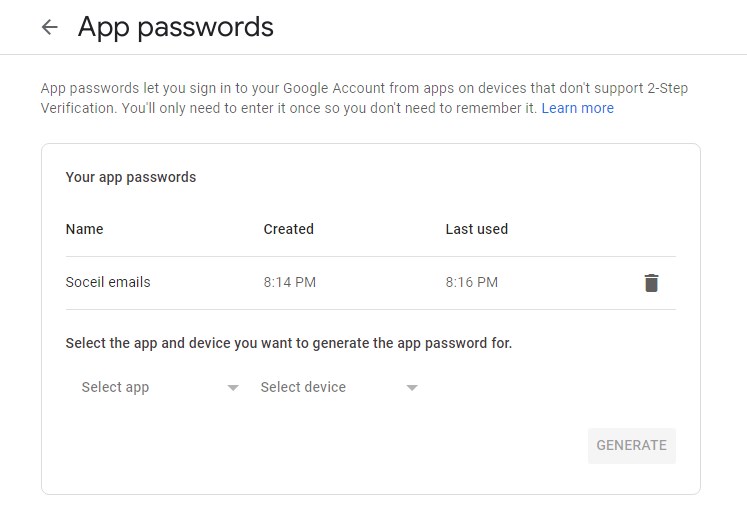 App passwords
App passwords let you sign in to your Google Account from apps on devices that don't support 2-Step
Verification. You'll only need to enter it once so you don't need to remember it. Learn more
Your app passwords
Name Created Last used
Soceil emails 8:14 PM 8:16 PM
Select the app and device you want to generate the app password for.
Select app Select device
GENERATE